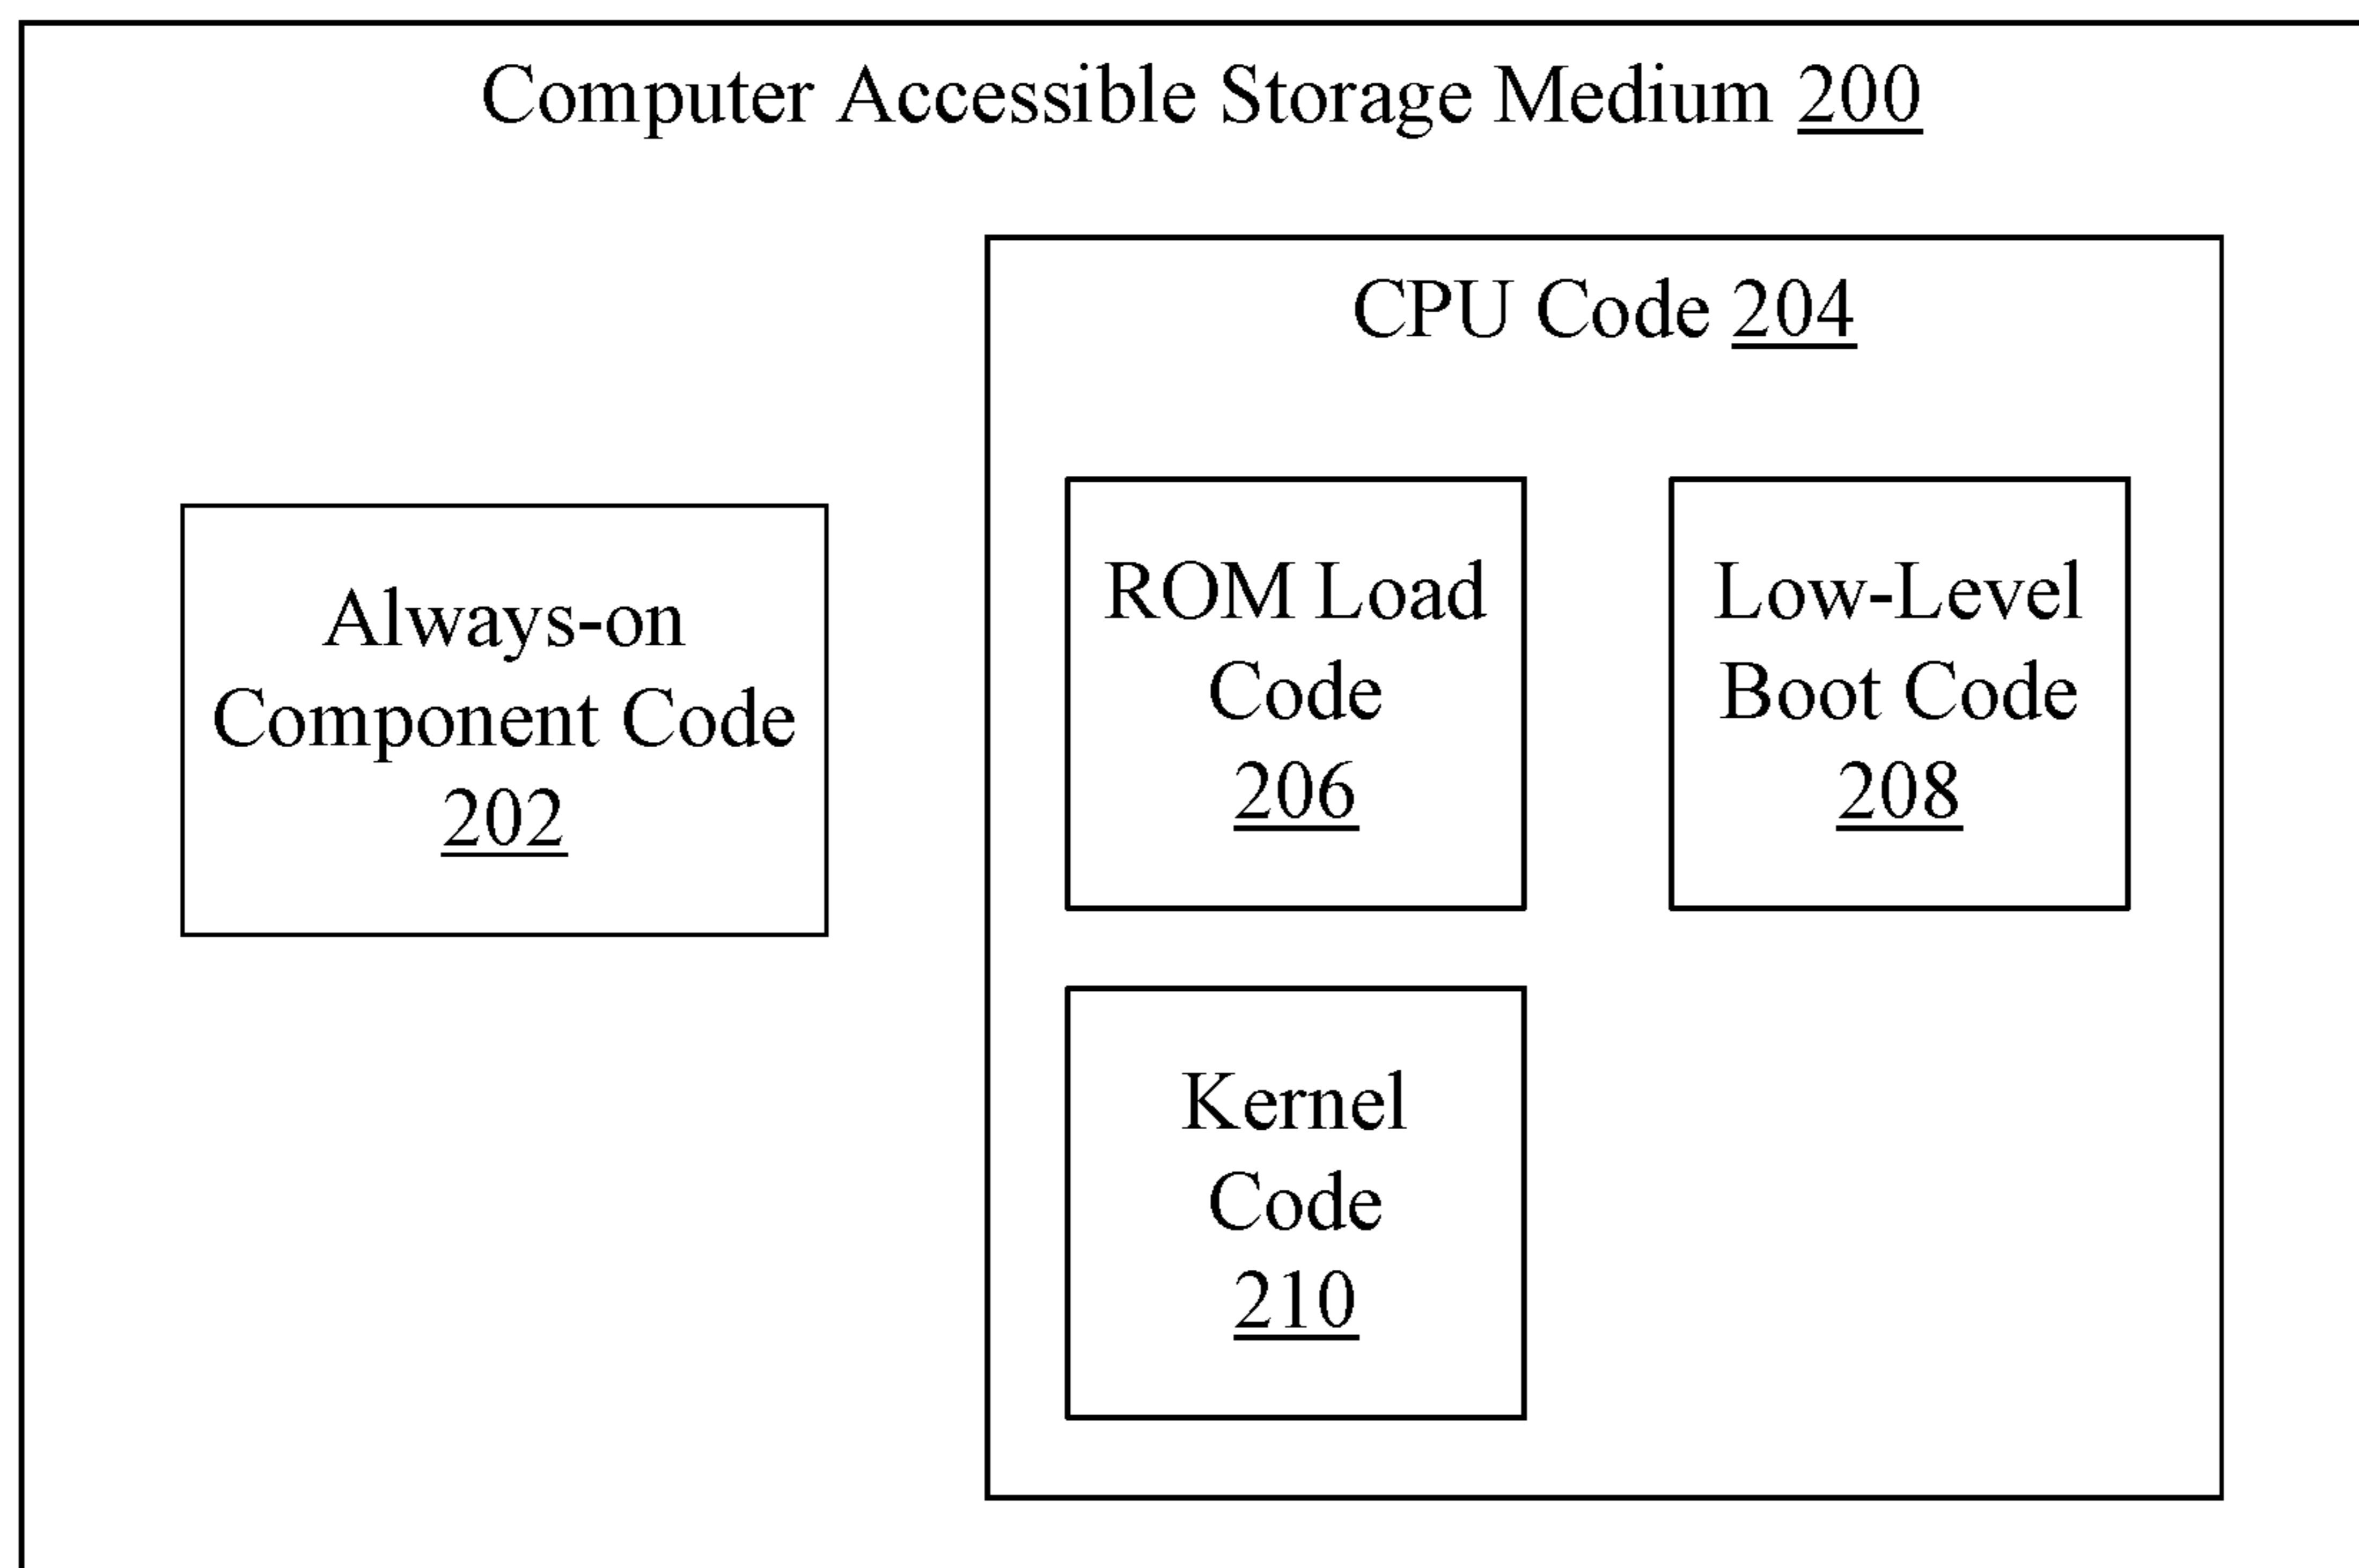 Computer Accessible Storage Medium 200
CPU Code 204
Always-on
Component Code
202
ROM Load
Code
206
Low-Level
Boot Code
208
Kernel
Code
210